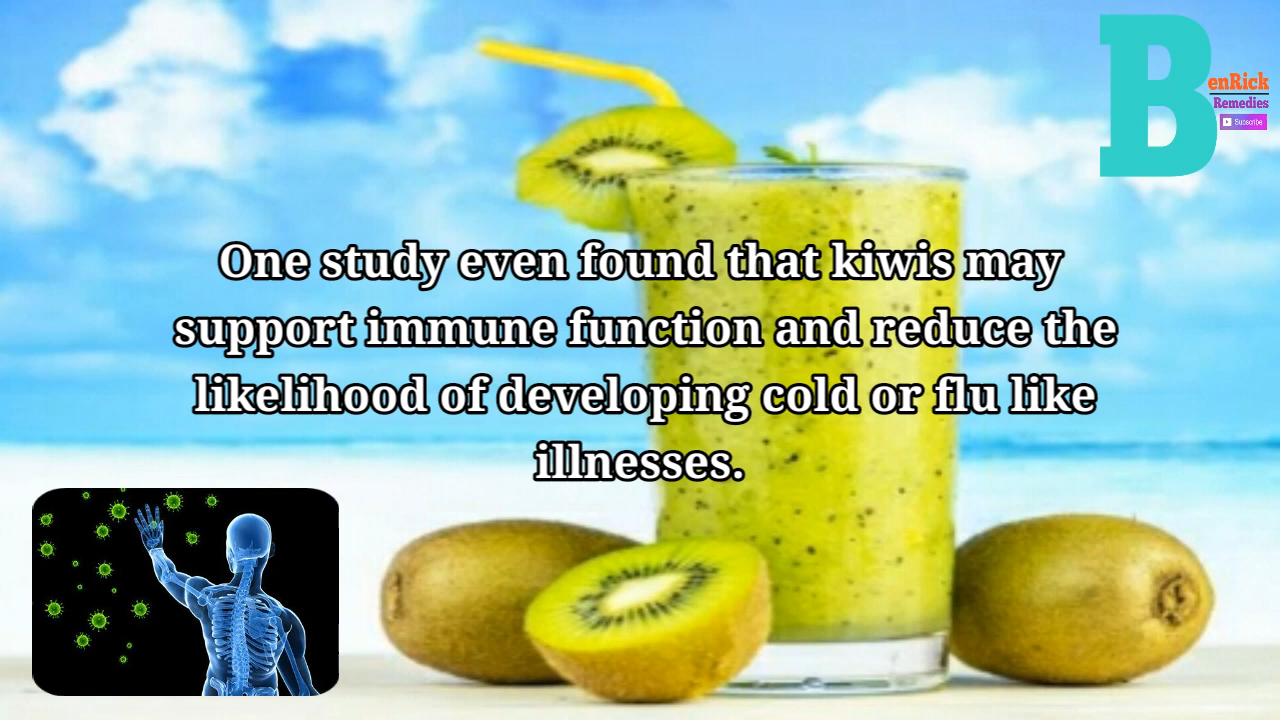 BenRick
Remedies
Subscribe
One study even found that kiwis may
support immune function and reduce the
likelihood of developing cold or flu like
illnesses.